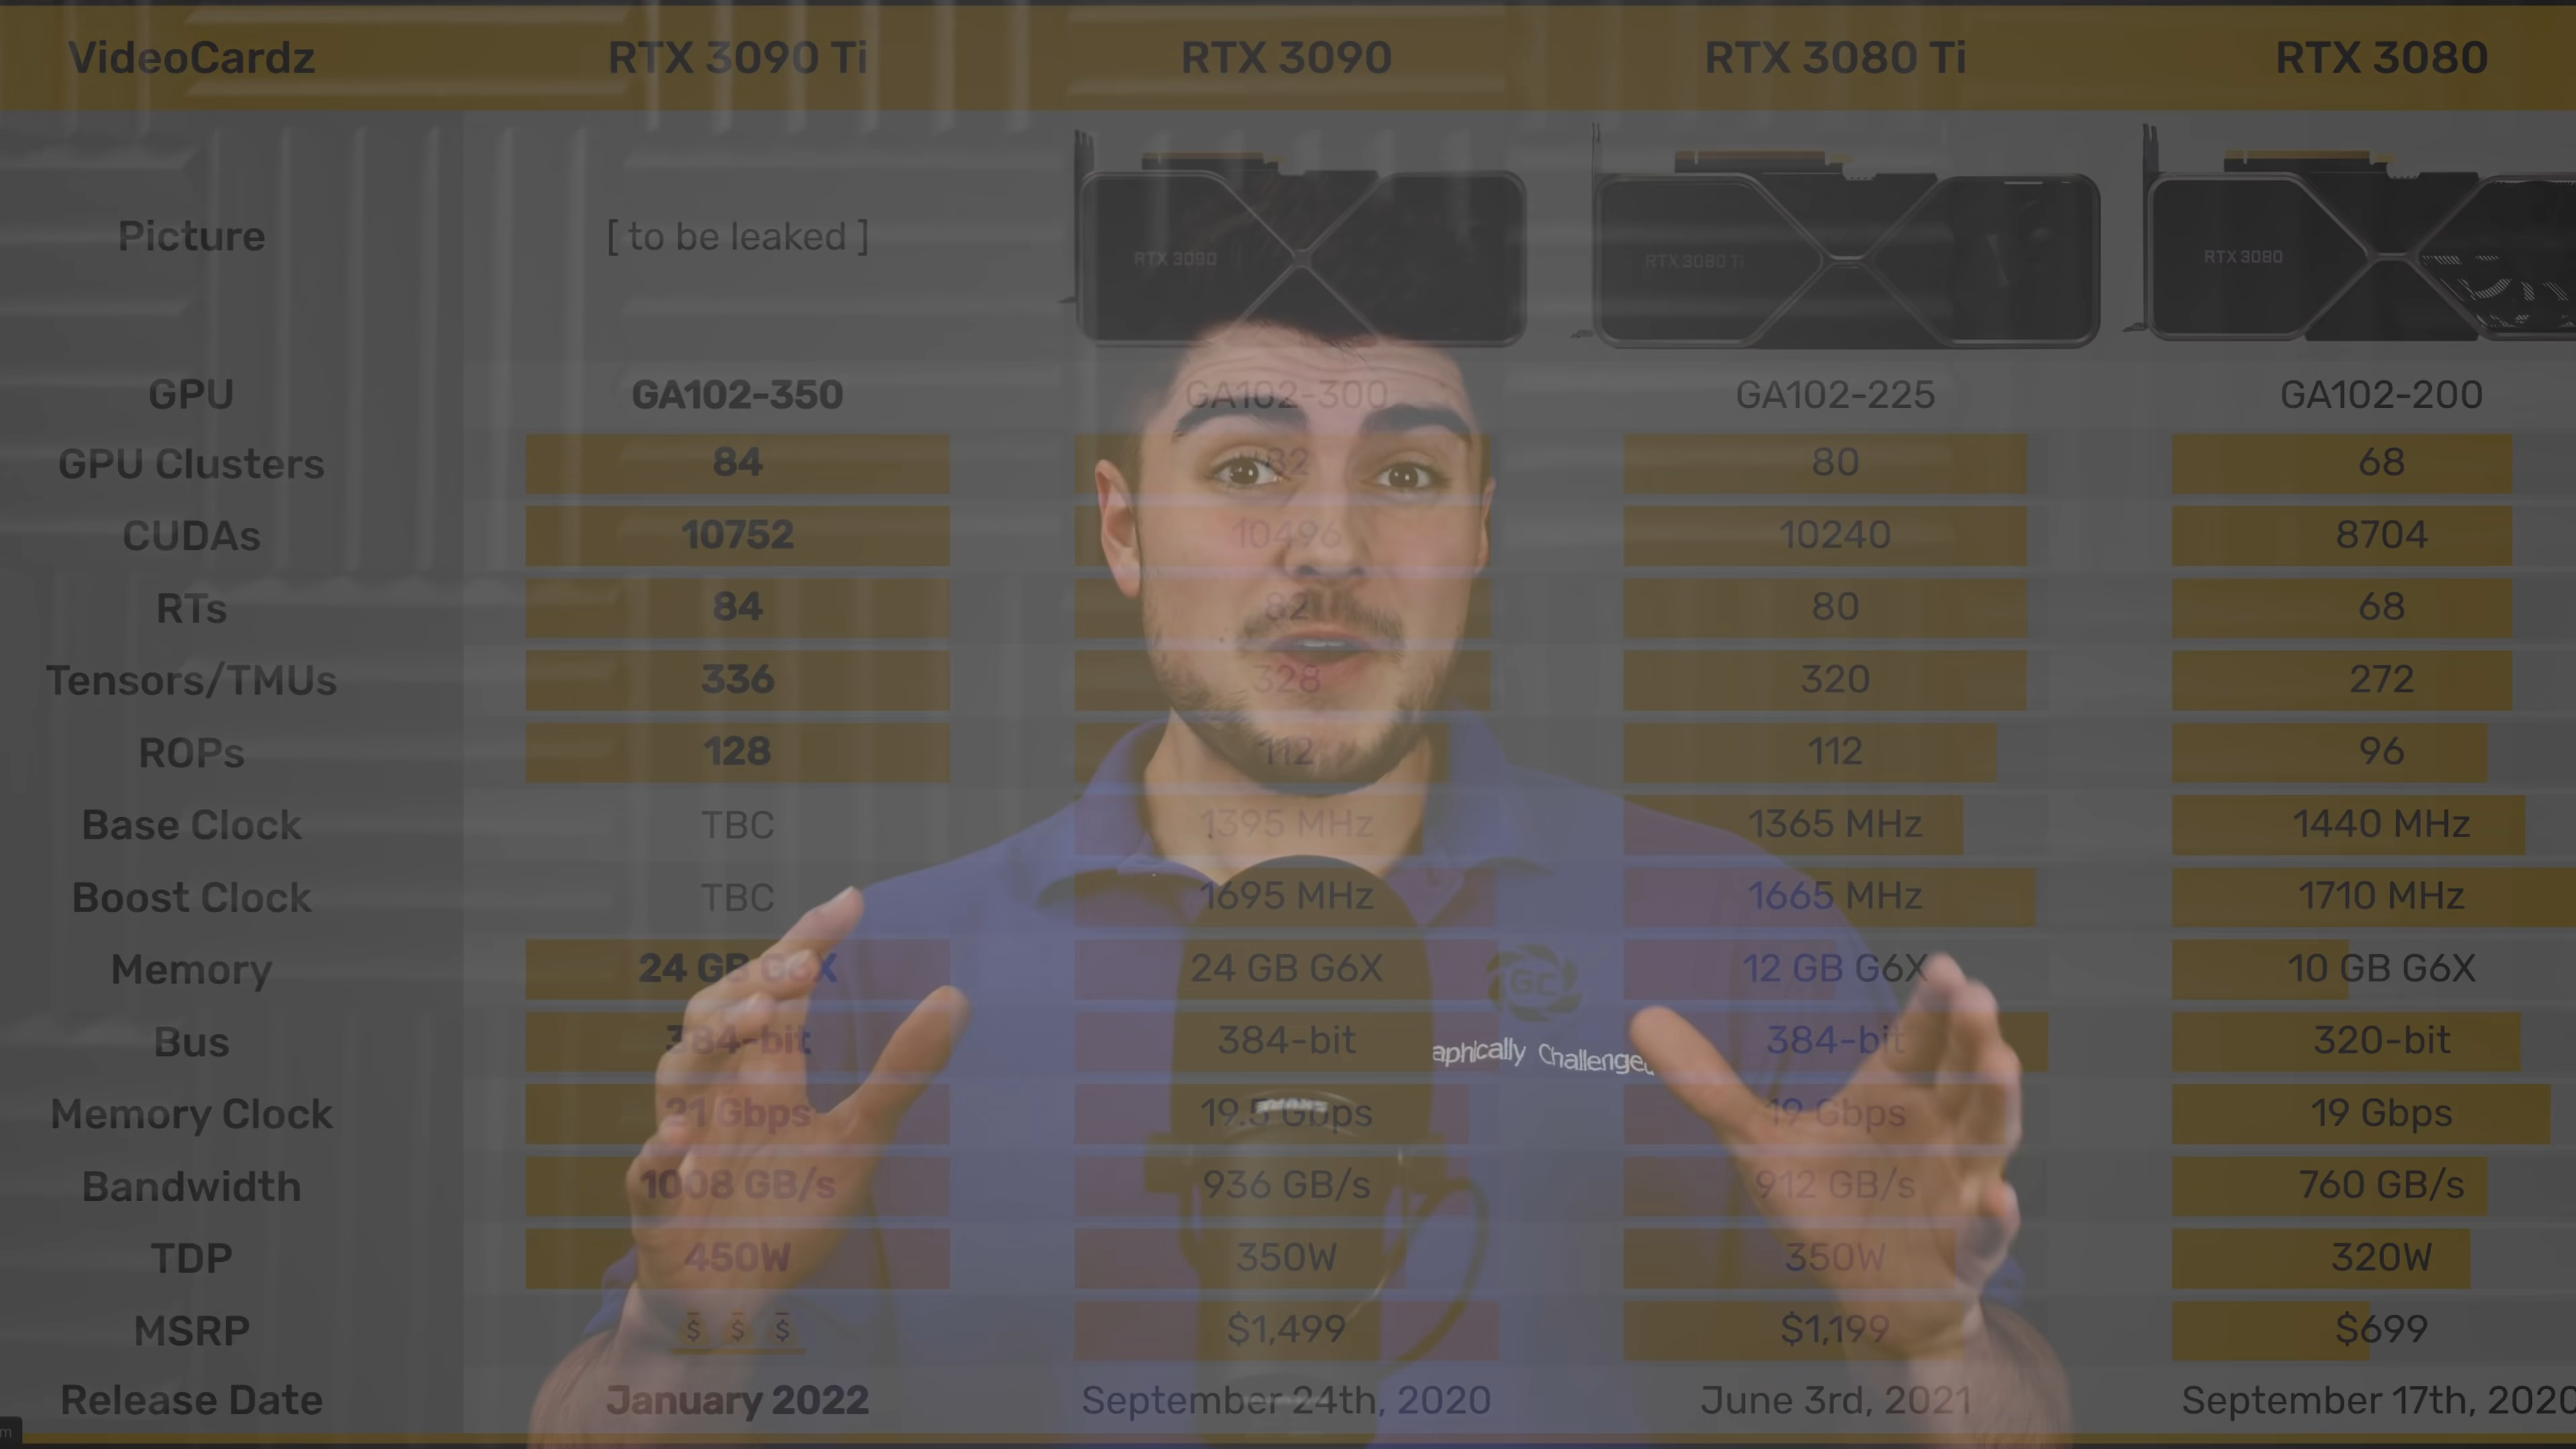 VideoCardz RTX 3090 Ti RTX 3090 RTX 3080 Ti RTX 3080
Picture [ to be leaked ] RTX 3090 RTX 3080 Ti RTX 3080
GPU GA102-350 GA102-300 GA102-225 GA102-200
GPU Clusters 84 82 80 68
CUDAs 10752 10496 10240 8704
RTs 84 82 80 68
Tensors/TMUs 336 328 320 272
ROPs 128 112 112 96
Base Clock TBC 1395 MHz 1365 MHz 1440 MHz
Boost Clock TBC 1695 MHz 1665 MHz 1710 MHz
Memory 24 GB G6X 24 GB G6X 12 GB G6X 10 GB G6X
GC
Bus 384-bit 384-bit 384-bit 320-bit
aphically Challenged
Memory Clock 21 Gbps 19.5 Gbps 19 Gbps 19 Gbps
Bandwidth 1008 GB/s 936 GB/s 912 GB/s 760 GB/s
TDP 450W 350W 350W 320W
MSRP $ $ $ $1,499 $1,199 $699
Release Date January 2022 September 24th, 2020 June 3rd, 2021 September 17th, 2020